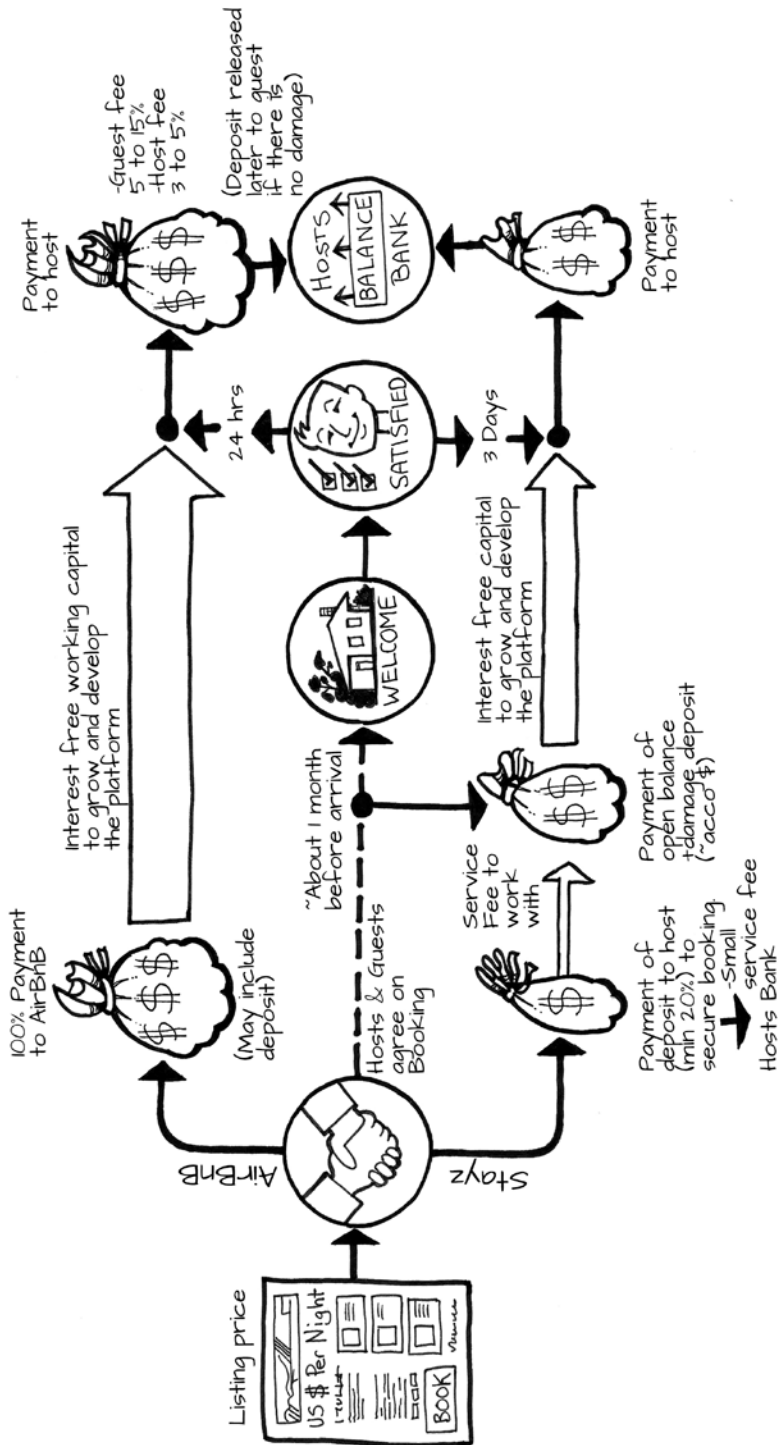 Listing price
US $ Per Night
BOOK
AirBnB
Stayz
100% Payment
to AirBnB
(May include
deposit)
Interest free working capital
to grow and develop
the platform
Payment
to host
-Guest fee
5 to 15%
-Host fee
3 to 5%
(Deposit released
later to guest
if there is
no damage)
$ $ $
$ $ $
Hosts & Guests
agree on
Booking
~About 1 month
before arrival
WELCOME
SATISFIED
24 hrs
3 Days
HOSTS
BALANCE
BANK
$
Payment of
deposit to host
(min 20%) to
secure booking
-Small
service fee
Hosts Bank
Service
Fee to
work
with
$ $
Payment of
open balance
+damage deposit
(~acco $)
Interest free capital
to grow and develop
the platform
$ $
Payment
to host